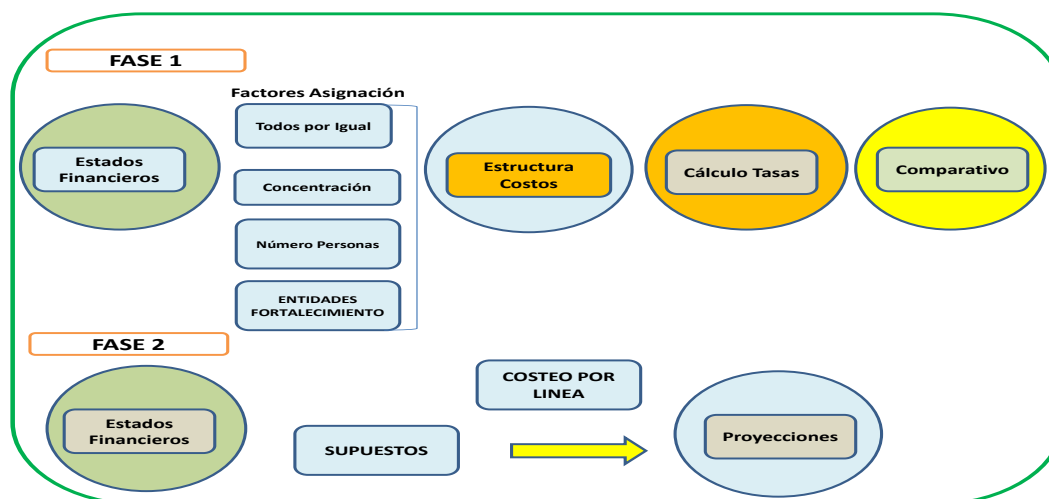 FASE 1
Factores Asignación
Todos por Igual
Estados
Financieros
Concentración
Número Personas
ENTIDADES
FORTALECIMIENTO
Estructura
Costos
Cálculo Tasas
Comparativo
FASE 2
Estados
Financieros
SUPUESTOS
COSTEO POR
LINEA
Proyecciones